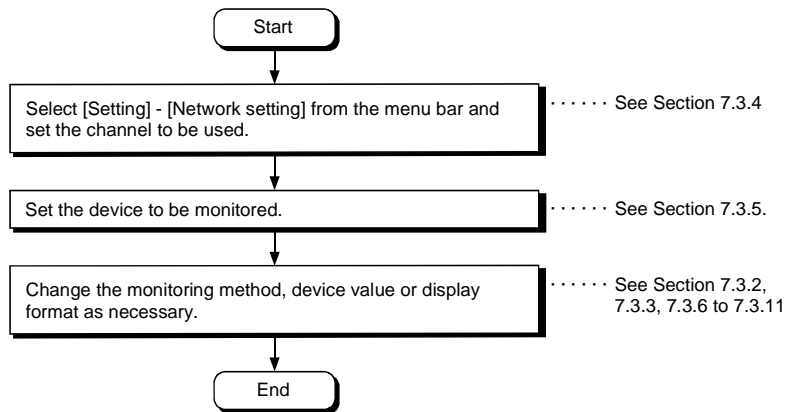 Start
Select [Setting] - [Network setting] from the menu bar and
set the channel to be used.
······ See Section 7.3.4
Set the device to be monitored.
······ See Section 7.3.5.
Change the monitoring method, device value or display
format as necessary.
······ See Section 7.3.2,
7.3.3, 7.3.6 to 7.3.11
End